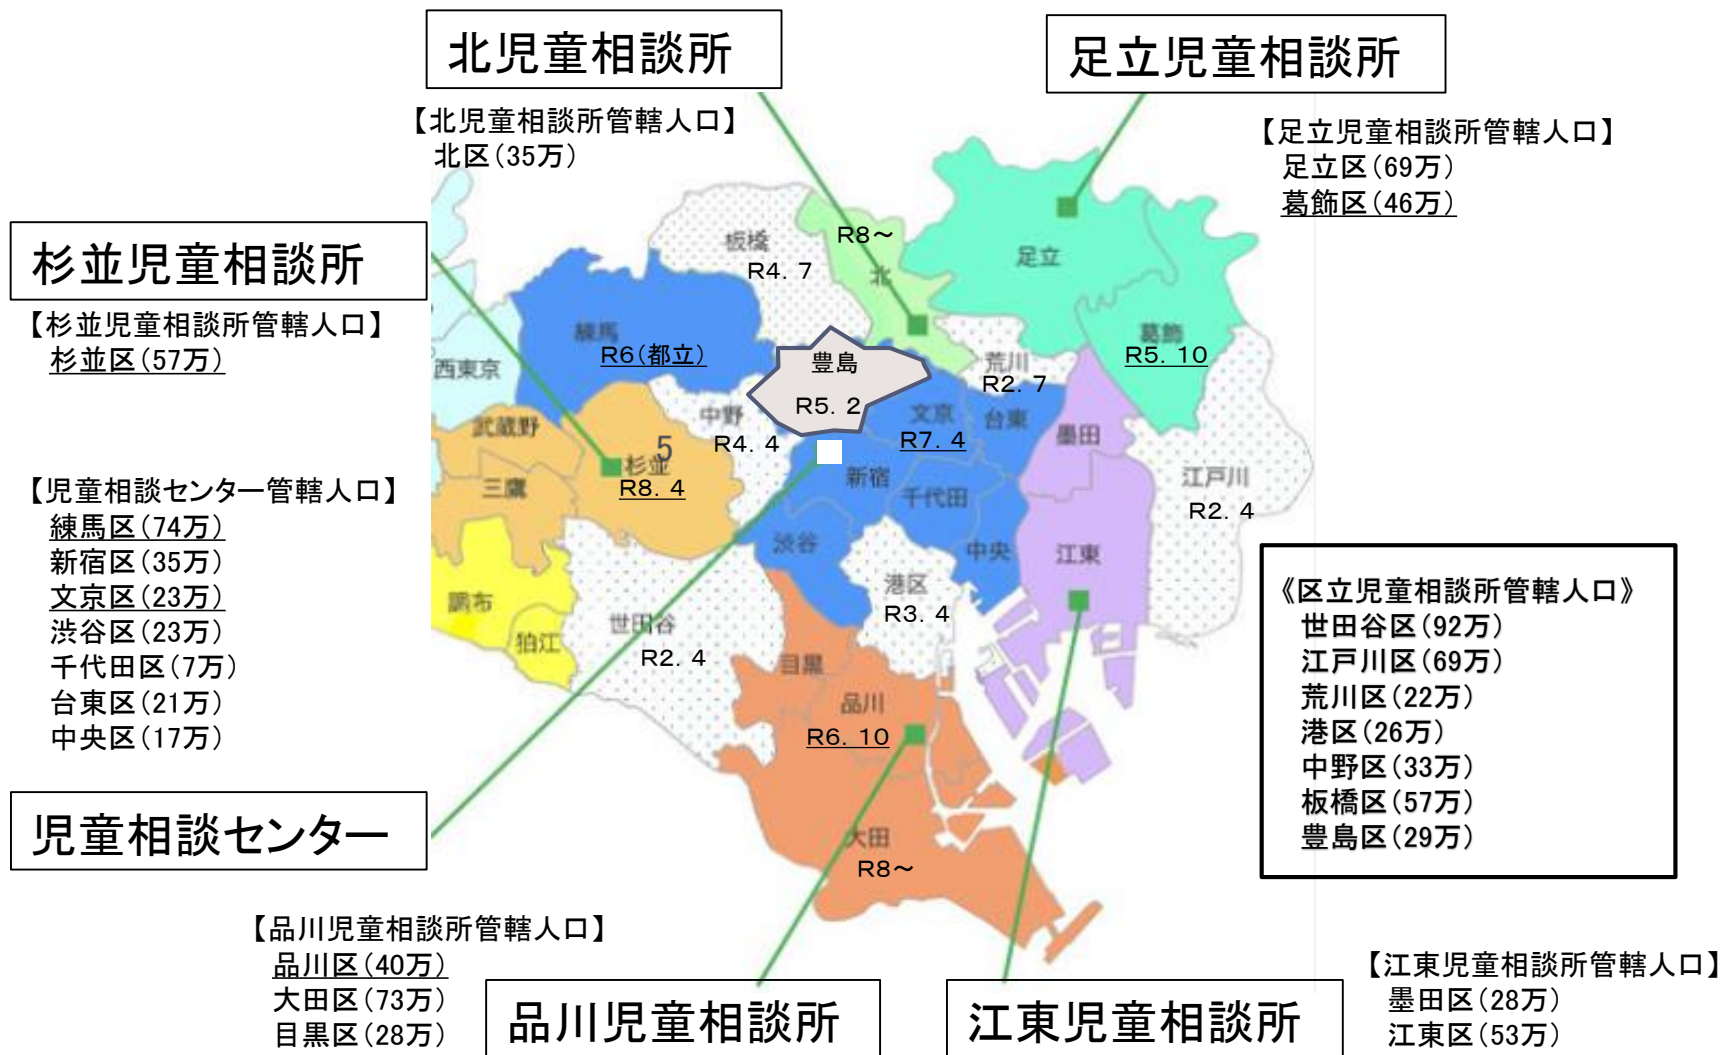 北児童相談所
【北児童相談所管轄人口】
北区(35万)
足立児童相談所
【足立児童相談所管轄人口】
足立区(69万)
葛飾区(46万)
杉並児童相談所
【杉並児童相談所管轄人口】
杉並区(57万)
【児童相談センター管轄人口】
練馬区(74万)
新宿区(35万)
文京区(23万)
渋谷区(23万)
千代田区(7万)
台東区(21万)
中央区(17万)
児童相談センター
板橋
R4. 7
R8~
北
足立
葛飾
R5. 10
練馬
R6(都立)
西東京
豊島
R5. 2
荒川
R2. 7
武蔵野
三鷹
杉並
5
R8. 4
中野
R4. 4
文京
R7. 4
台東
墨田
新宿
千代田
江戸川
R2. 4
渋谷
中央
江東
港区
R3. 4
調布
狛江
世田谷
R2. 4
目黒
品川
R6. 10
大田
R8~
《区立児童相談所管轄人口》
世田谷区(92万)
江戸川区(69万)
荒川区(22万)
港区(26万)
中野区(33万)
板橋区(57万)
豊島区(29万)
【品川児童相談所管轄人口】
品川区(40万)
大田区(73万)
目黒区(28万)
品川児童相談所
江東児童相談所
【江東児童相談所管轄人口】
墨田区(28万)
江東区(53万)